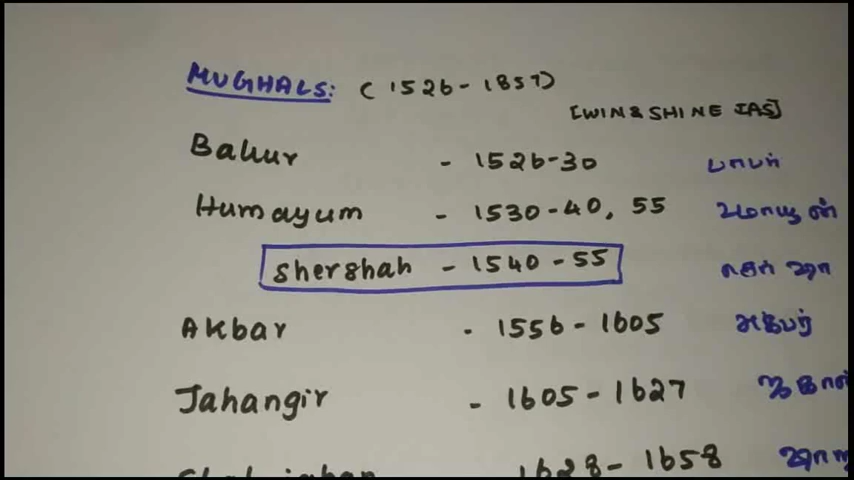 MUGHALS: (1526-1857)
[WIN & SHINE IAS]
Babur - 1526-30 பாபர்
Humayum - 1530-40, 55 ஹுமாயூன்
Shershah - 1540-55 ஷா
Akbar - 1556-1605 அக்பர்
Jahangir - 1605-1627
1628-1658